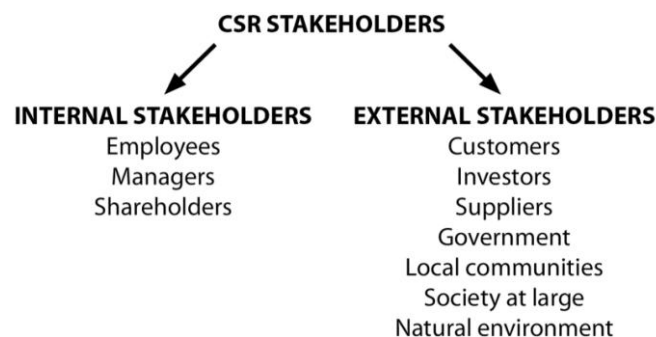 CSR STAKEHOLDERS
INTERNAL STAKEHOLDERS
Employees
Managers
Shareholders
EXTERNAL STAKEHOLDERS
Customers
Investors
Suppliers
Government
Local communities
Society at large
Natural environment